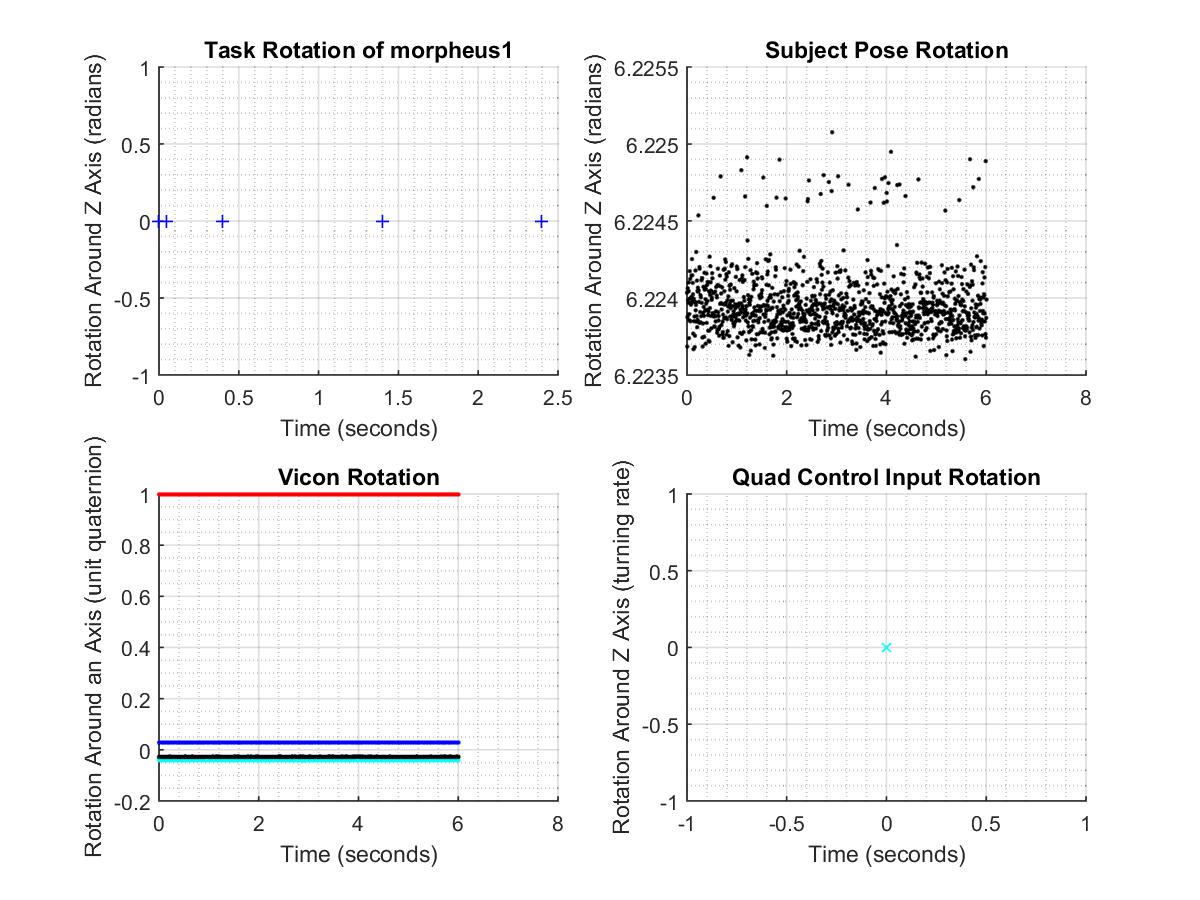 Task Rotation of morpheus1
Rotation Around Z Axis (radians)
1
0.5
0
-0.5
-1
0 0.5 1 1.5 2 2.5
Time (seconds)
Subject Pose Rotation
Rotation Around Z Axis (radians)
6.2255
6.225
6.2245
6.224
6.2235
0 2 4 6 8
Time (seconds)
Vicon Rotation
Rotation Around an Axis (unit quaternion)
1
0.8
0.6
0.4
0.2
0
-0.2
0 2 4 6 8
Time (seconds)
Quad Control Input Rotation
Rotation Around Z Axis (turning rate)
1
0.5
0
-0.5
-1
-1 -0.5 0 0.5 1
Time (seconds)